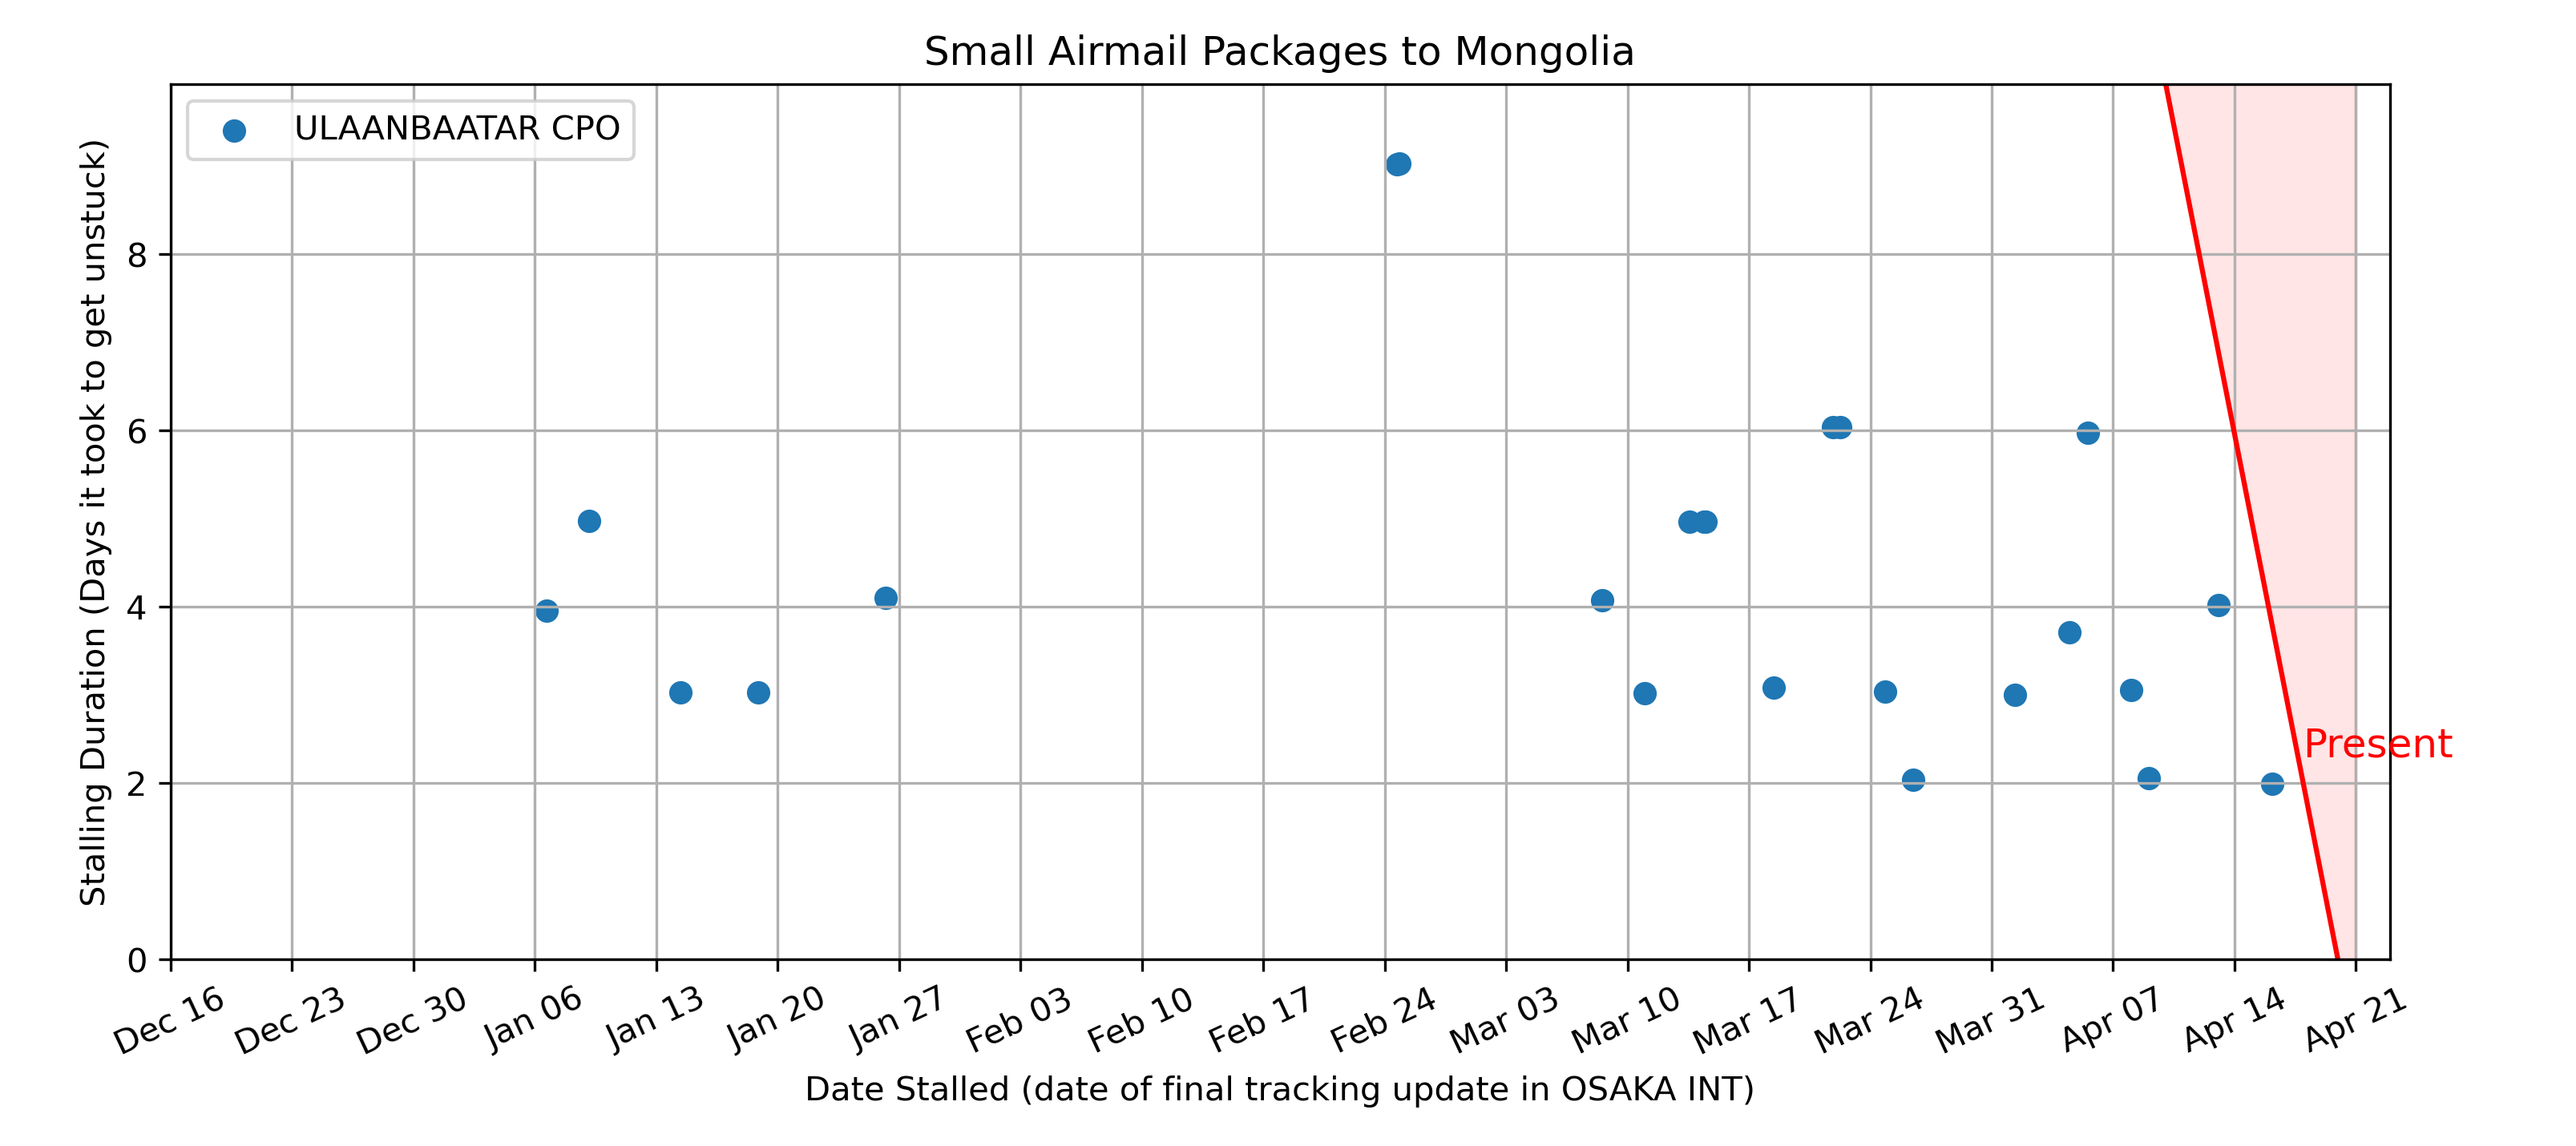 Small Airmail Packages to Mongolia
ULAANBAATAR CPO
Stalling Duration (Days it took to get unstuck)
8
6
4
2
0
Present
Dec 16
Dec 23
Dec 30
Jan 06
Jan 13
Jan 20
Jan 27
Feb 03
Feb 10
Feb 17
Feb 24
Mar 03
Mar 10
Mar 17
Mar 24
Mar 31
Apr 07
Apr 14
Apr 21
Date Stalled (date of final tracking update in OSAKA INT)